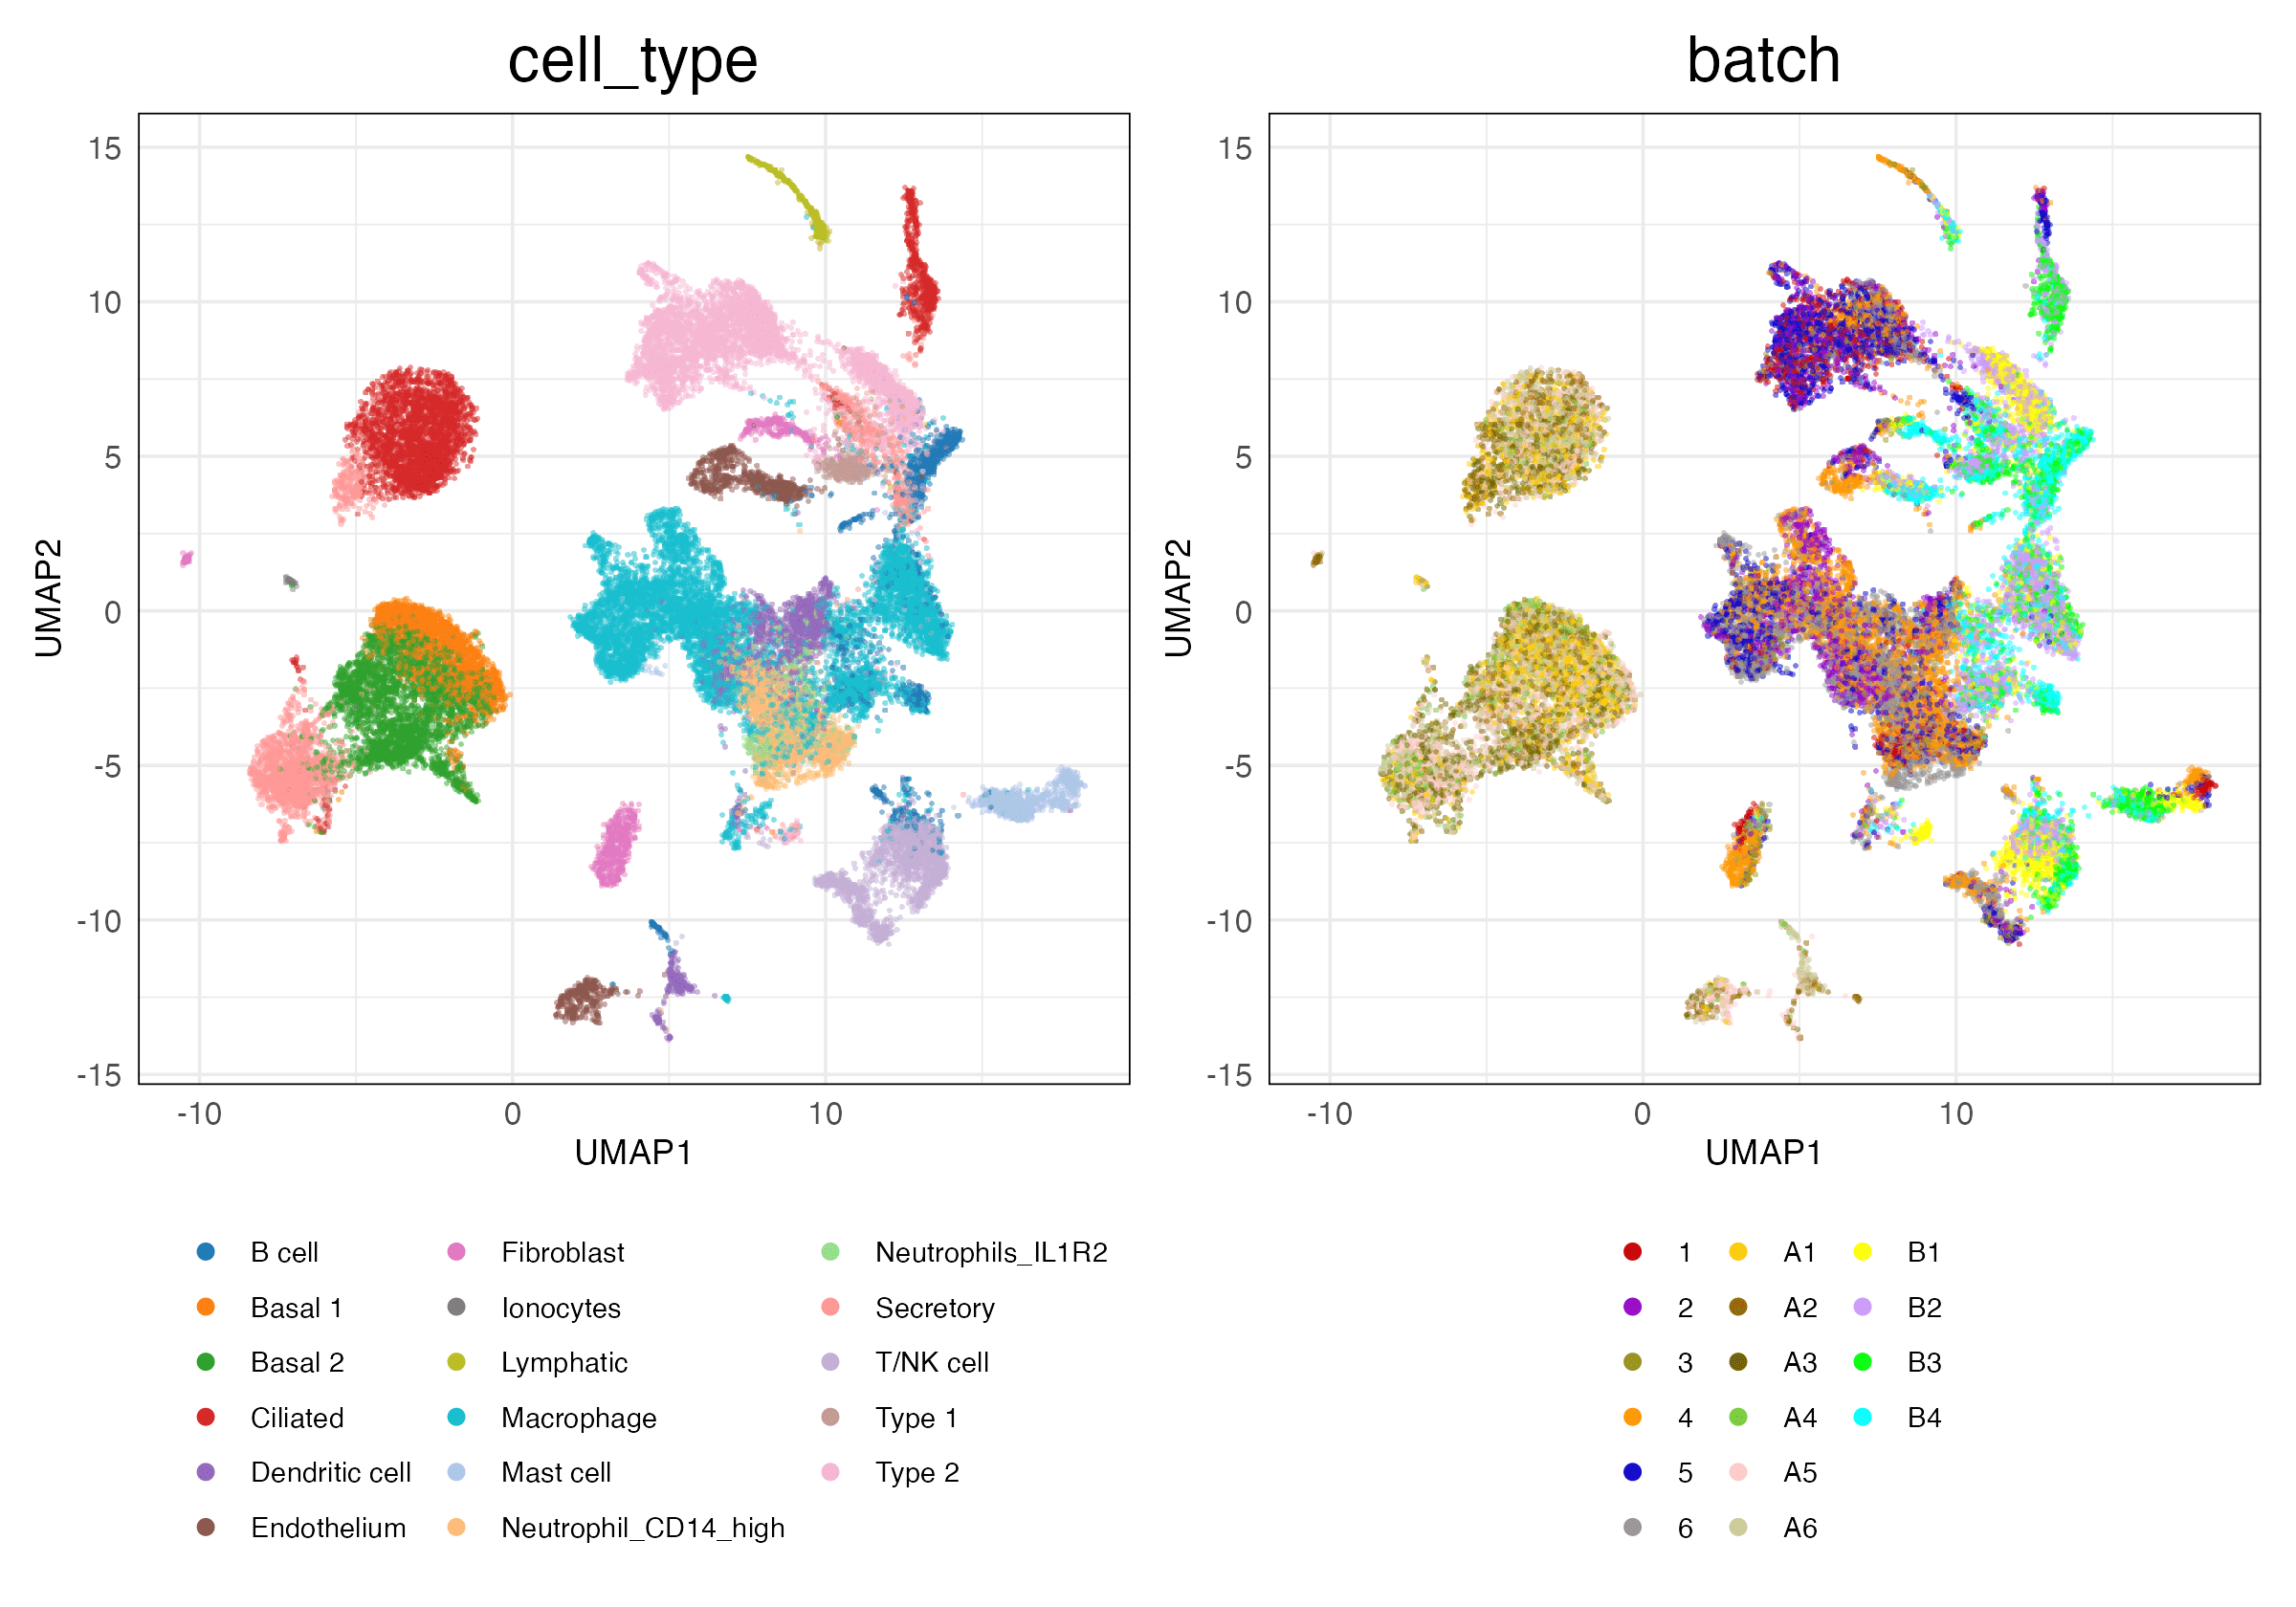 cell_type
15
10
5
0
-5
-10
-15
UMAP2
-10 0 10
UMAP1
B cell
Basal 1
Basal 2
Ciliated
Dendritic cell
Endothelium
Fibroblast
Ionocytes
Lymphatic
Macrophage
Mast cell
Neutrophil_CD14_high
Neutrophils_IL1R2
Secretory
T/NK cell
Type 1
Type 2
batch
15
10
5
0
-5
-10
-15
UMAP2
-10 0 10
UMAP1
1
2
3
4
5
6
A1
A2
A3
A4
A5
A6
B1
B2
B3
B4